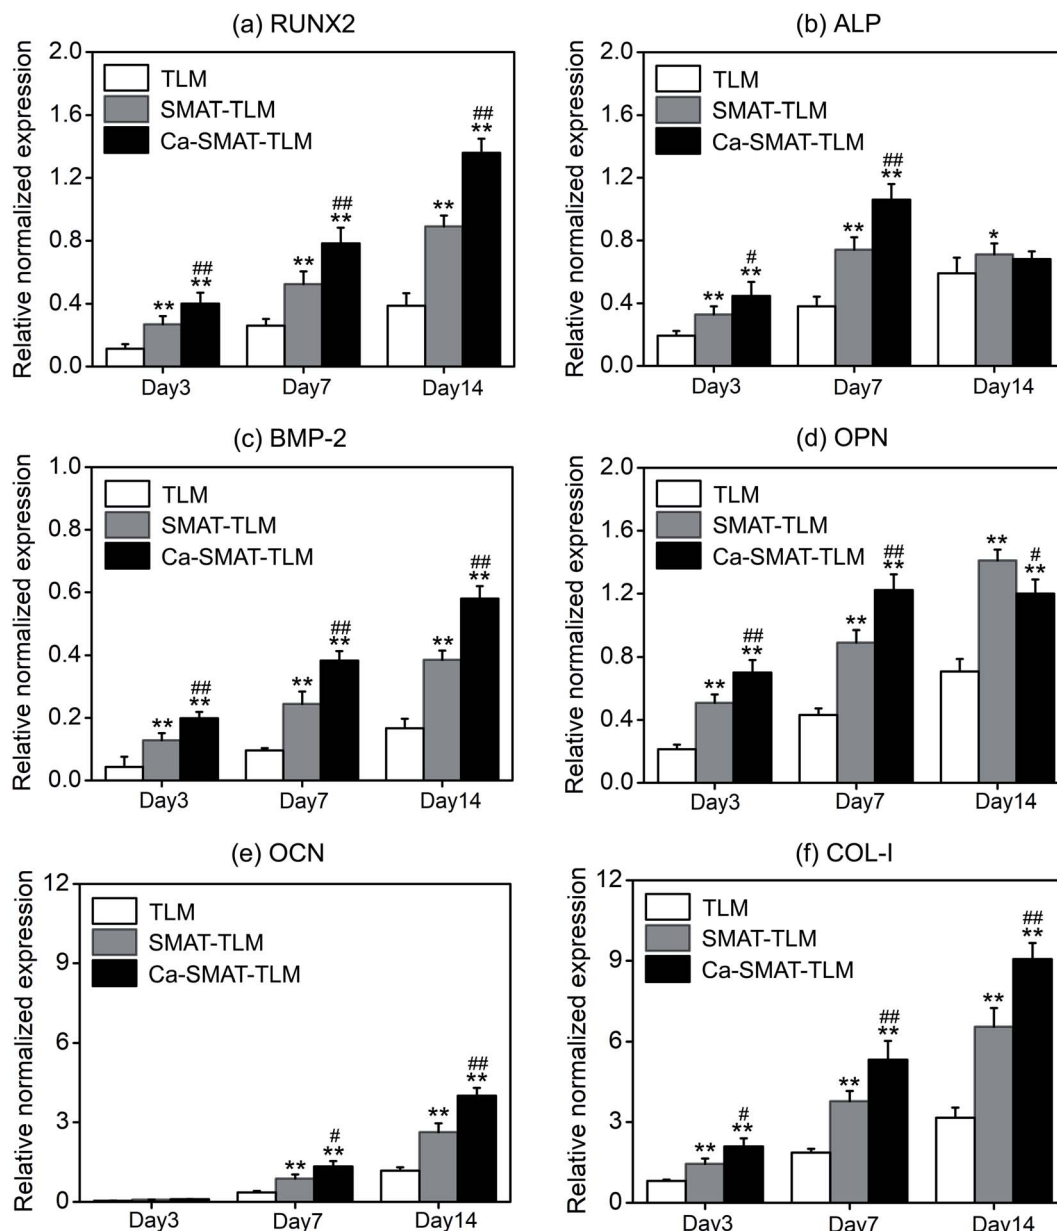 (a) RUNX2
Relative normalized expression
2.0
1.6
1.2
0.8
0.4
0.0
TLM
SMAT-TLM
Ca-SMAT-TLM
**
##
**
**
##
**
**
##
**
Day3 Day7 Day14
(b) ALP
Relative normalized expression
2.0
1.6
1.2
0.8
0.4
0.0
TLM
SMAT-TLM
Ca-SMAT-TLM
**
#
**
**
##
**
*
Day3 Day7 Day14
(c) BMP-2
Relative normalized expression
1.0
0.8
0.6
0.4
0.2
0.0
TLM
SMAT-TLM
Ca-SMAT-TLM
**
##
**
**
##
**
**
##
**
Day3 Day7 Day14
(d) OPN
Relative normalized expression
2.0
1.6
1.2
0.8
0.4
0.0
TLM
SMAT-TLM
Ca-SMAT-TLM
**
##
**
**
##
**
**
#
**
Day3 Day7 Day14
(e) OCN
Relative normalized expression
12
9
6
3
0
TLM
SMAT-TLM
Ca-SMAT-TLM
**
#
**
**
##
**
Day3 Day7 Day14
(f) COL-I
Relative normalized expression
12
9
6
3
0
TLM
SMAT-TLM
Ca-SMAT-TLM
**
#
**
**
##
**
**
##
**
Day3 Day7 Day14